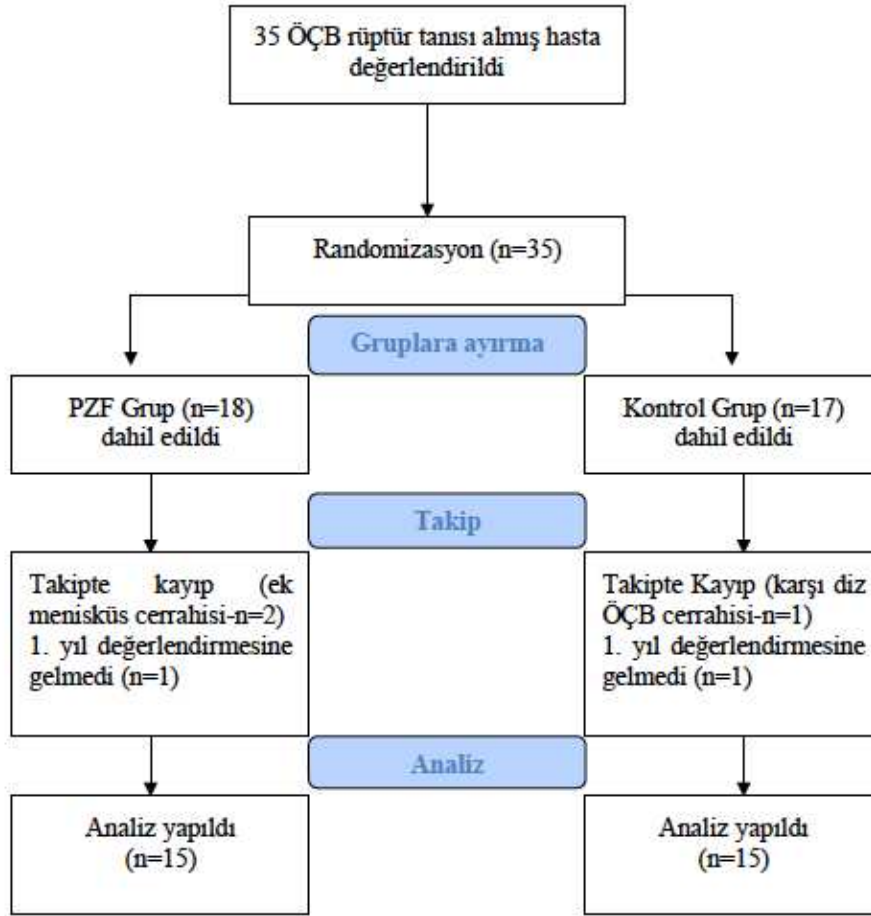 35 ÖÇB rüptür tanısı almış hasta
değerlendirildi
Randomizasyon (n=35)
Gruplara ayırma
PZF Grup (n=18)
dahil edildi
Kontrol Grup (n=17)
dahil edildi
Takip
Takipte kayıp (ek
menisküs cerrahisi-n=2)
1. yıl değerlendirmesine
gelmedi (n=1)
Takipte Kayıp (karşı diz
ÖÇB cerrahisi-n=1)
1. yıl değerlendirmesine
gelmedi (n=1)
Analiz
Analiz yapıldı
(n=15)
Analiz yapıldı
(n=15)